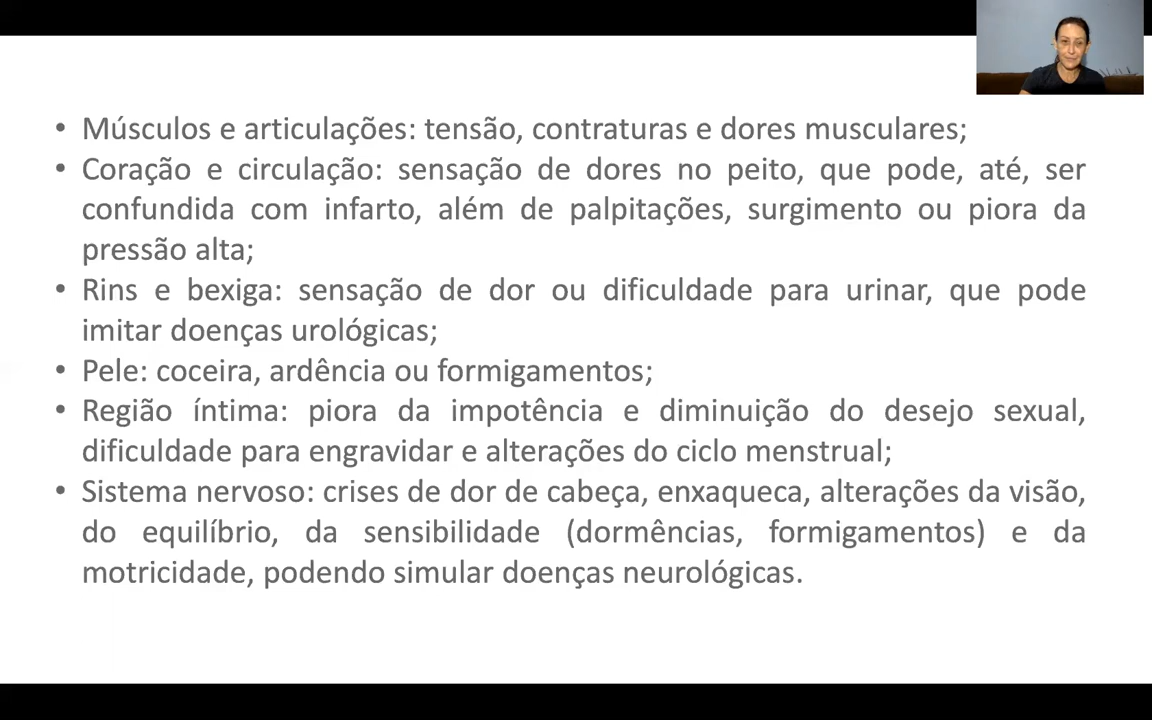 • Músculos e articulações: tensão, contraturas e dores musculares;
• Coração e circulação: sensação de dores no peito, que pode, até, ser
confundida com infarto, além de palpitações, surgimento ou piora da
pressão alta;
• Rins e bexiga: sensação de dor ou dificuldade para urinar, que pode
imitar doenças urológicas;
• Pele: coceira, ardência ou formigamentos;
• Região íntima: piora da impotência e diminuição do desejo sexual,
dificuldade para engravidar e alterações do ciclo menstrual;
• Sistema nervoso: crises de dor de cabeça, enxaqueca, alterações da visão,
do equilíbrio, da sensibilidade (dormências, formigamentos) e da
motricidade, podendo simular doenças neurológicas.